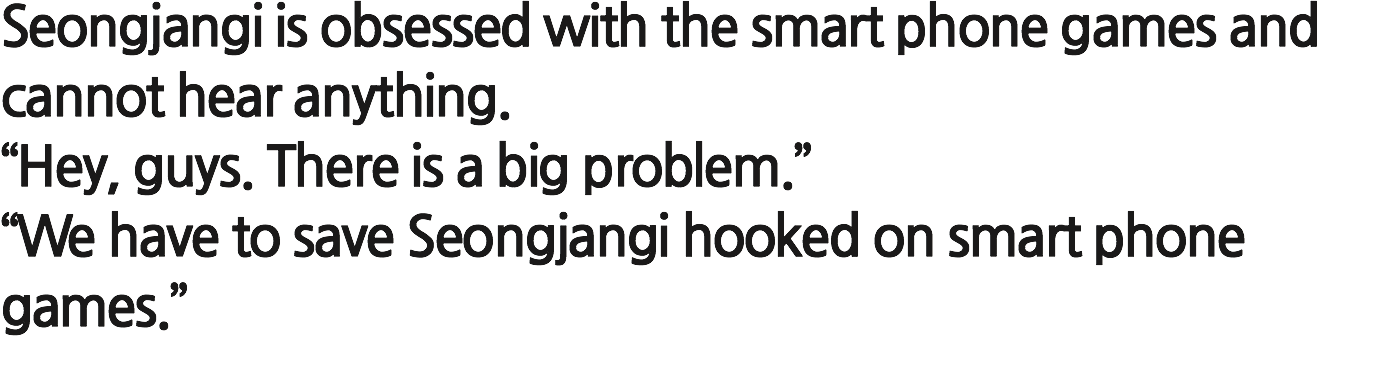 Seongjangi is obsessed with the smart phone games and
cannot hear anything.
“Hey, guys. There is a big problem.”
“We have to save Seongjangi hooked on smart phone
games.”